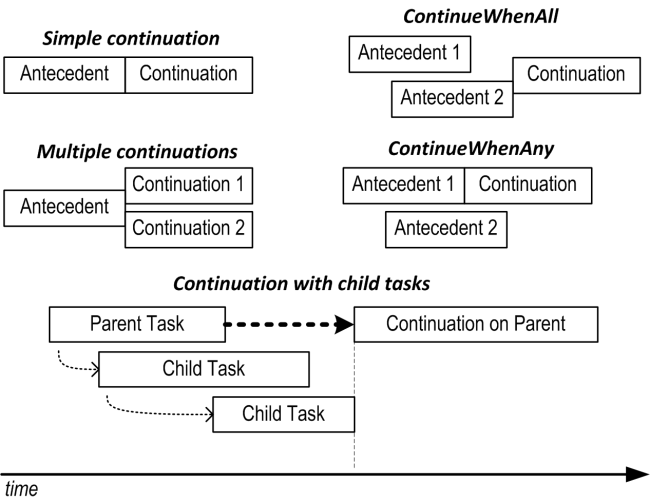 Simple continuation
Antecedent Continuation
ContinueWhenAll
Antecedent 1
Continuation
Antecedent 2
Multiple continuations
Continuation 1
Antecedent
Continuation 2
ContinueWhenAny
Antecedent 1 Continuation
Antecedent 2
Continuation with child tasks
Parent Task Continuation on Parent
Child Task
Child Task
time